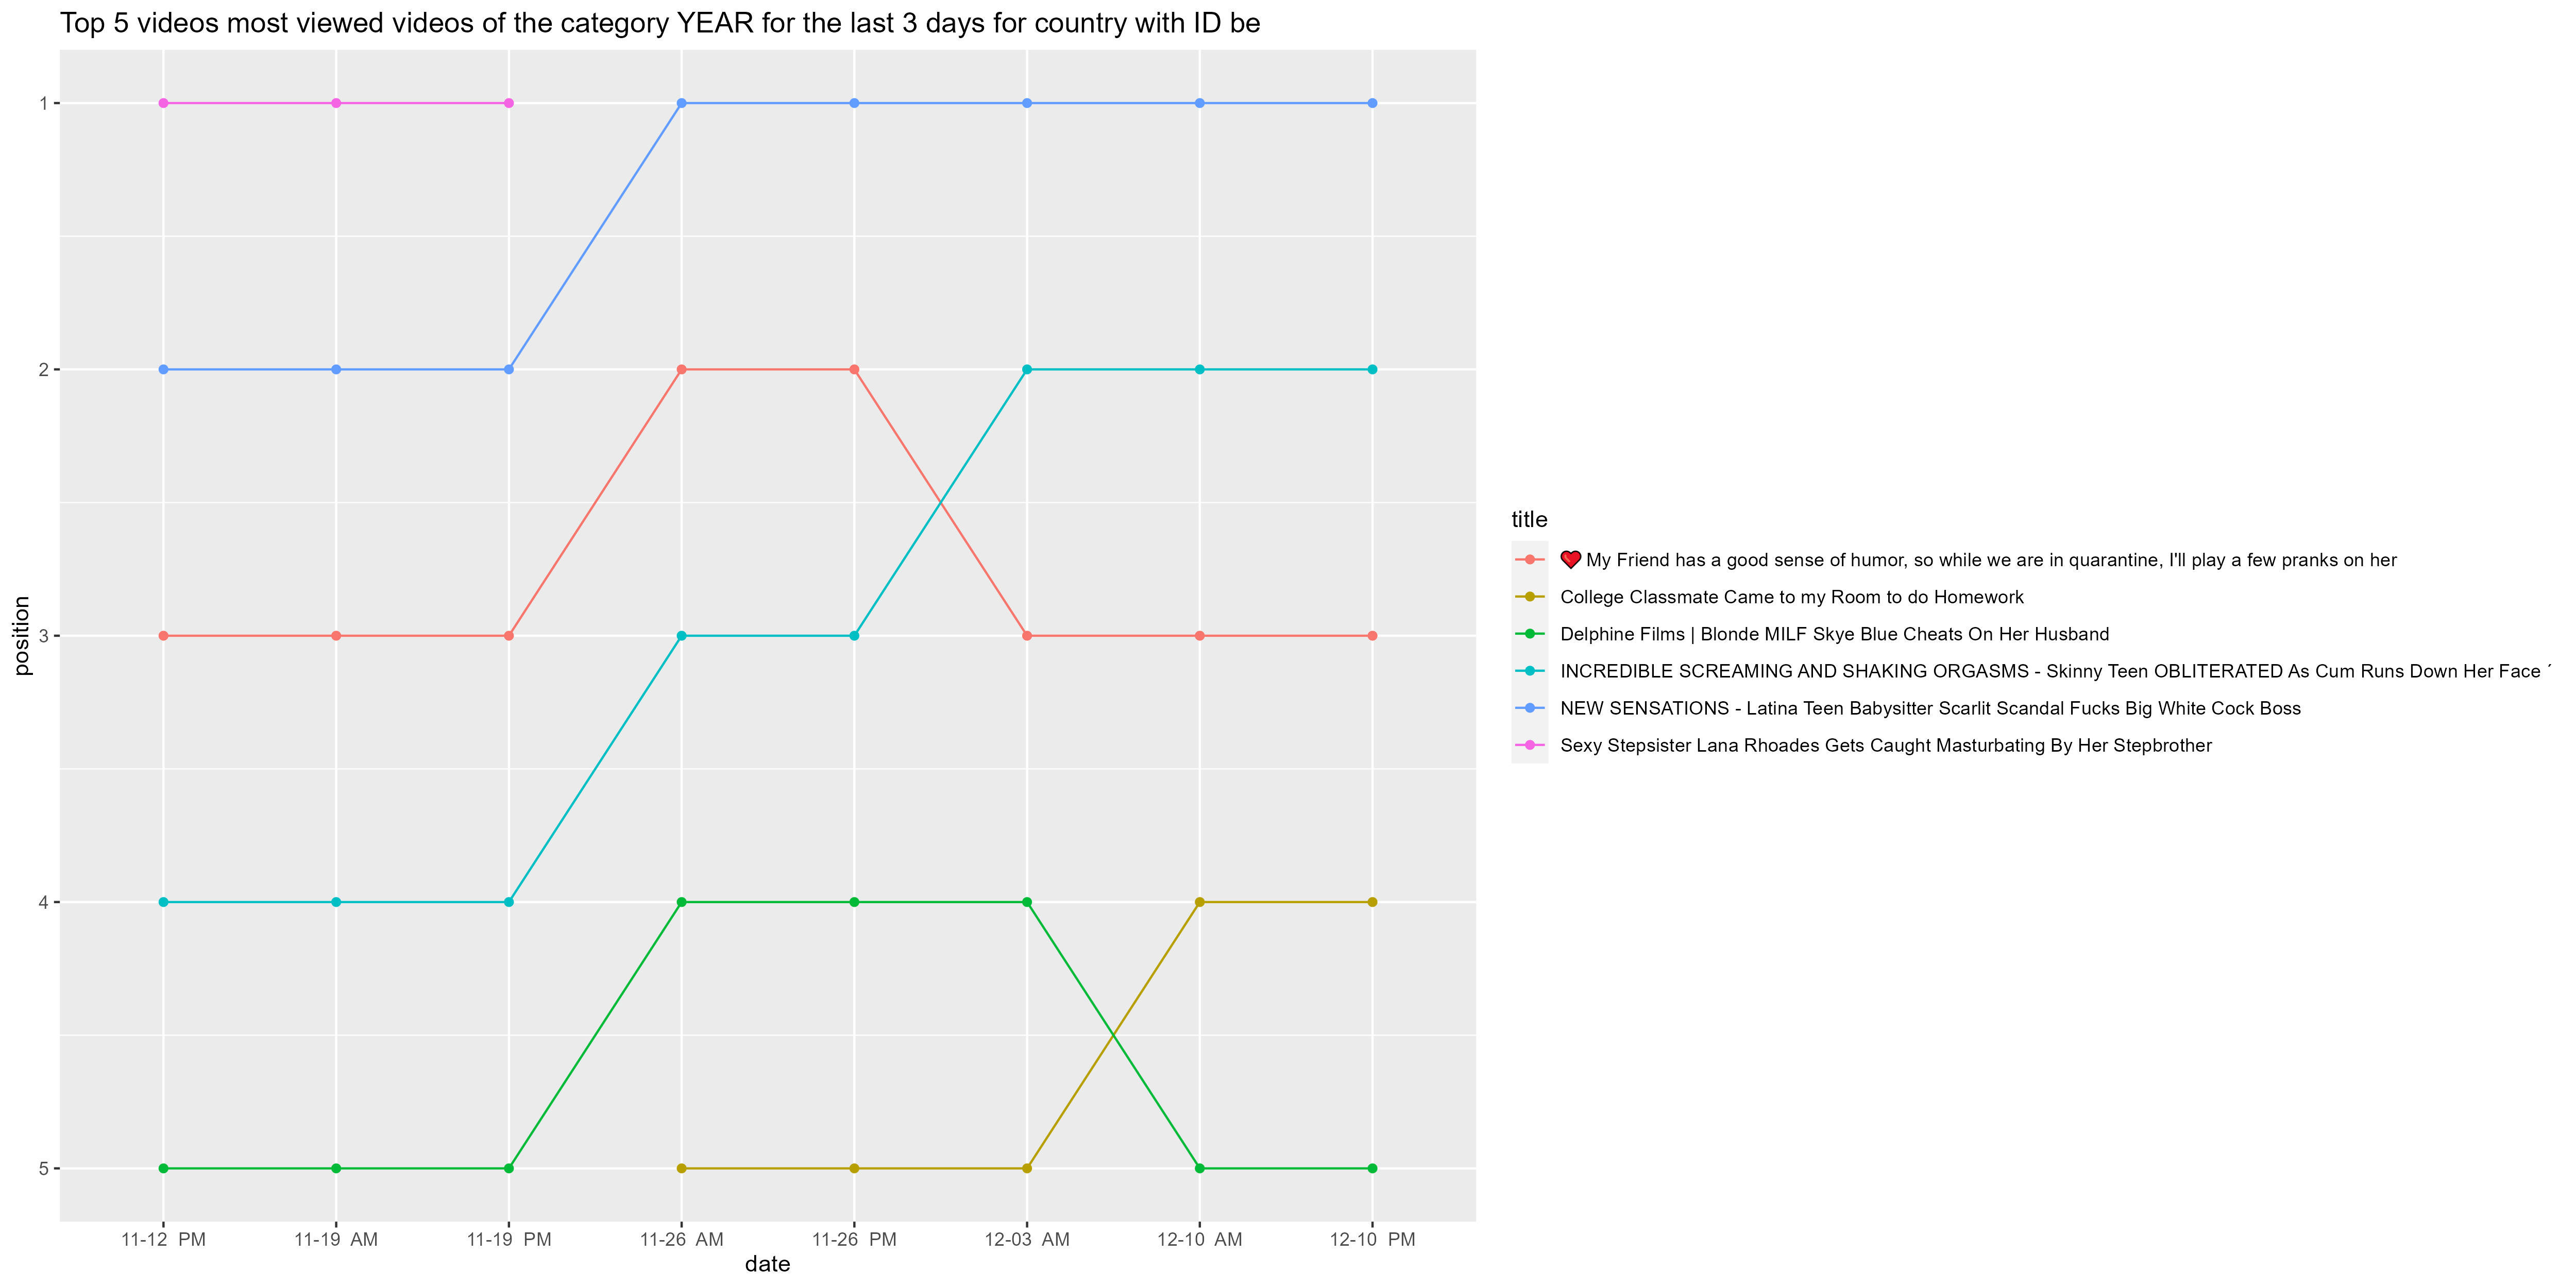 Top 5 videos most viewed videos of the category YEAR for the last 3 days for country with ID be
position
1
2
3
4
5
11-12 PM
11-19 AM
11-19 PM
11-26 AM
11-26 PM
12-03 AM
12-10 AM
12-10 PM
date
title
❤️ My Friend has a good sense of humor, so while we are in quarantine, I'll play a few pranks on her
College Classmate Came to my Room to do Homework
Delphine Films | Blonde MILF Skye Blue Cheats On Her Husband
INCREDIBLE SCREAMING AND SHAKING ORGASMS - Skinny Teen OBLITERATED As Cum Runs Down Her Face
NEW SENSATIONS - Latina Teen Babysitter Scarlit Scandal Fucks Big White Cock Boss
Sexy Stepsister Lana Rhoades Gets Caught Masturbating By Her Stepbrother